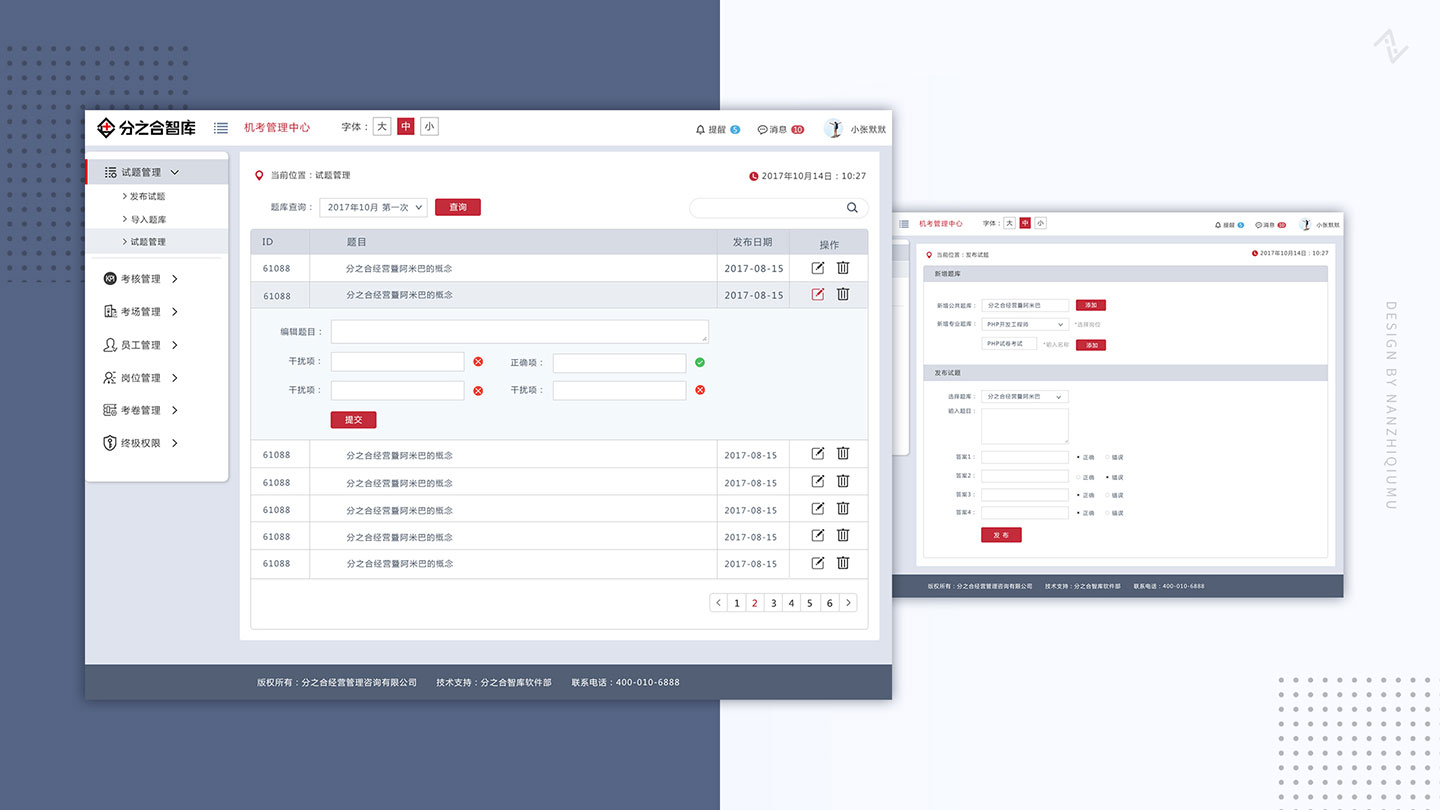 分之合智库 机考管理中心 字体： 大 中 小 提醒 5 消息 10 小张默默
试题管理
发布试题
导入题库
试题管理
KR 考核管理
考场管理
员工管理
岗位管理
考卷管理
终极权限
当前位置：试题管理 2017年10月14日：10:27
题库查询： 2017年10月 第一次 查询
ID 题目 发布日期 操作
61088 分之合经营暨阿米巴的概念 2017-08-15
61088 分之合经营暨阿米巴的概念 2017-08-15
编辑题目：
干扰项： 正确项：
干扰项： 干扰项：
提交
61088 分之合经营暨阿米巴的概念 2017-08-15
61088 分之合经营暨阿米巴的概念 2017-08-15
61088 分之合经营暨阿米巴的概念 2017-08-15
61088 分之合经营暨阿米巴的概念 2017-08-15
61088 分之合经营暨阿米巴的概念 2017-08-15
1 2 3 4 5 6
版权所有：分之合经营管理咨询有限公司 技术支持：分之合智库软件部 联系电话：400-010-6888
机考管理中心 字体： 大 中 小 提醒 5 消息 10 小张默默
当前位置：发布试题 2017年10月14日：10:27
新增题库
新增公共题库： 分之合经营暨阿米巴 添加
新增专业题库： PHP开发工程师 *选择岗位
PHP试卷考试 *输入名称 添加
发布试题
选择题库： 分之合经营暨阿米巴
输入题目：
答案1： 正确 错误
答案2： 正确 错误
答案3： 正确 错误
答案4： 正确 错误
发布
版权所有：分之合经营管理咨询有限公司 技术支持：分之合智库软件部 联系电话：400-010-6888
DESIGN BY NANZHIQIUMU